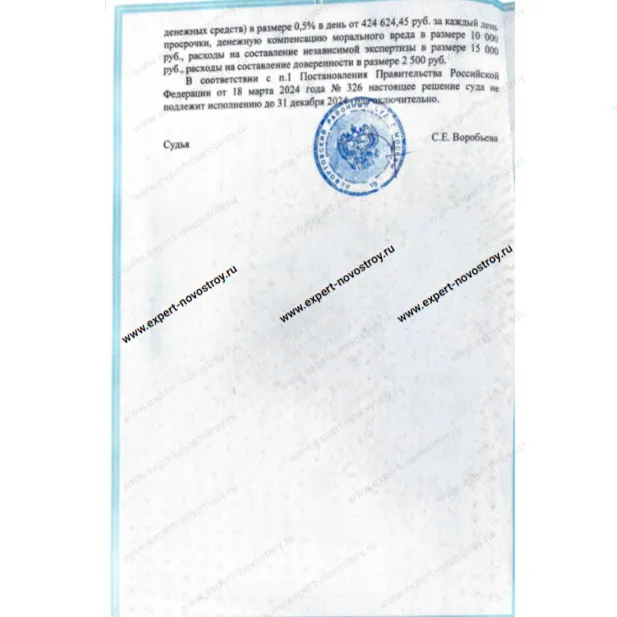 денежных средств) в размере 0,5% в день от 424 624,45 руб. за каждый день
просрочки, денежную компенсацию морального вреда в размере 10 000
руб., расходы на составление независимой экспертизы в размере 15 000
руб., расходы на составление доверенности в размере 2 500 руб.
В соответствии с п.1 Постановления Правительства Российской
Федерации от 18 марта 2024 года № 326 настоящее решение суда не
подлежит исполнению до 31 декабря 2024 года включительно.
Судья
С.Е. Воробьева
www.expert-novostroy.ru
www.expert-novostroy.ru
www.expert-novostroy.ru